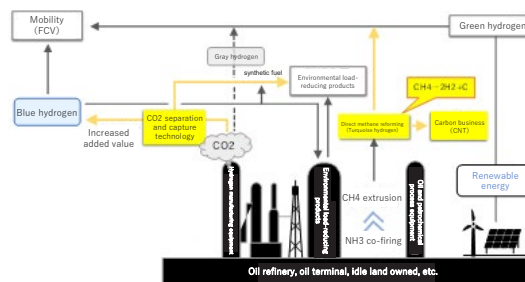 Mobility
(FCV)
Green hydrogen
Gray hydrogen
synthetic fuel
Environmental load-
reducing products
CH4→2H2+C
Blue hydrogen
CO2 separation
and capture
technology
Direct methane reforming
(Turquoise hydrogen)
Carbon business
(CNT)
Increased
added value
CO2
Hydrogen manufacturing equipment
Environmental load-reducing
products
Oil and petrochemical
process equipment
CH4 extrusion
NH3 co-firing
Renewable
energy
Oil refinery, oil terminal, idle land owned, etc.